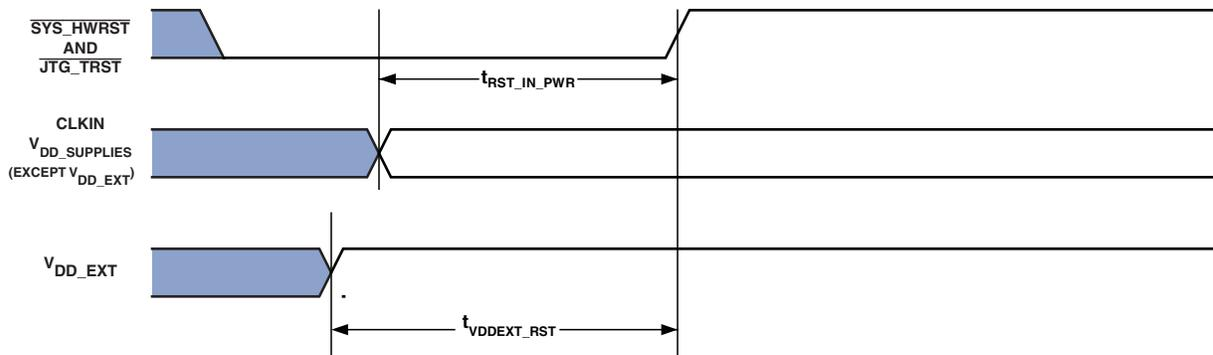 SYS_HWRST
AND
JTG_TRST
tRST_IN_PWR
CLKIN
VDD_SUPPLIES
(EXCEPT VDD_EXT)
VDD_EXT
tVDDEXT_RST